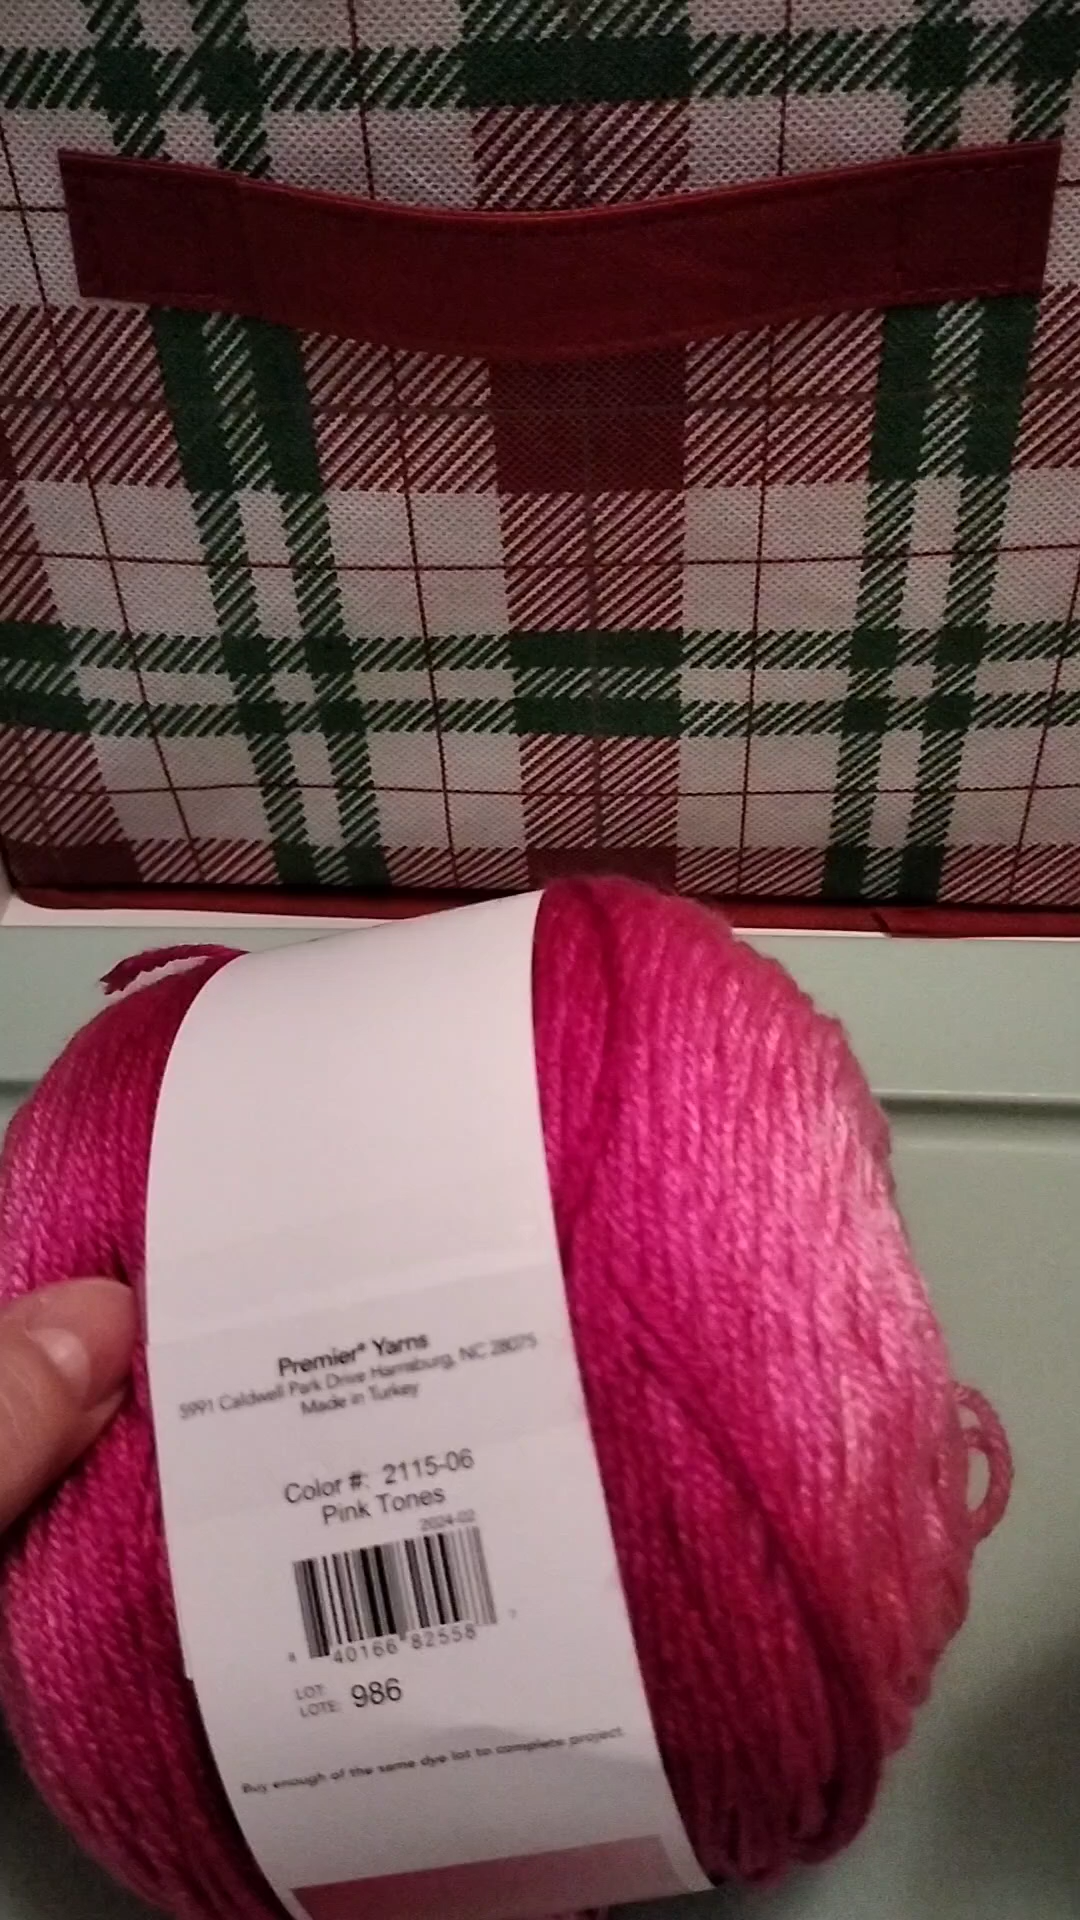 Premier® Yarns
5991 Caldwell Park Drive Harrisburg, NC 28075
Made in Turkey
Color #: 2115-06
Pink Tones
2024-02
8 40166 82558 7
LOT:
LOTE: 986
Buy enough of the same dye lot to complete project.